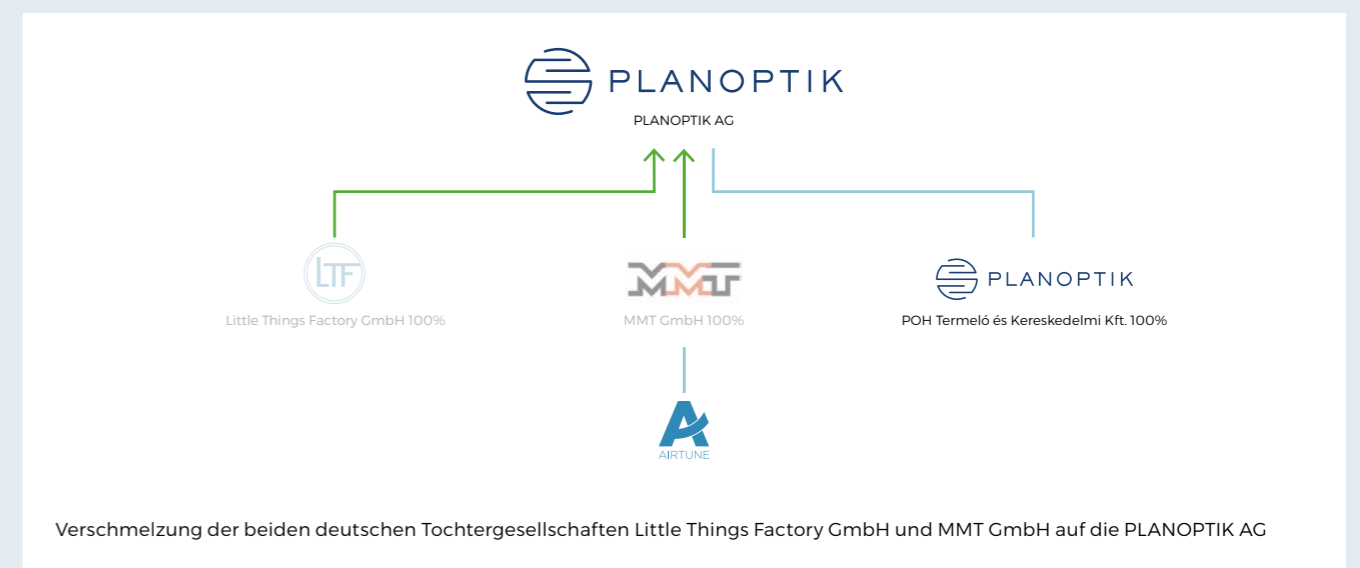 PLANOPTIK
PLANOPTIK AG
LTF
MMT
PLANOPTIK
Little Things Factory GmbH 100%
MMT GmbH 100%
POH Termeló és Kereskedelmi Kft. 100%
AIRTUNE
Verschmelzung der beiden deutschen Tochtergesellschaften Little Things Factory GmbH und MMT GmbH auf die PLANOPTIK AG